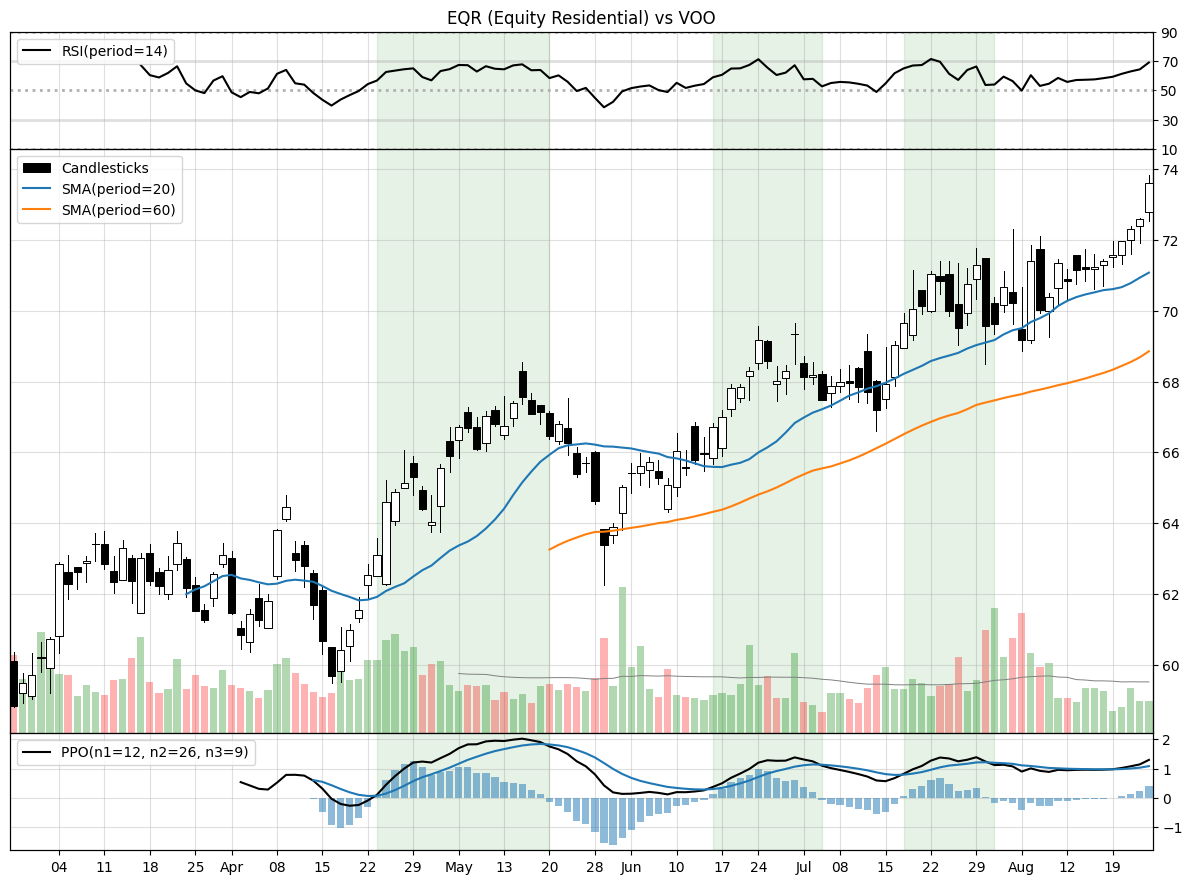 EQR (Equity Residential) vs VOO
RSI(period=14)
90
70
50
30
10
Candlesticks
SMA(period=20)
SMA(period=60)
74
72
70
68
66
64
62
60
PPO(n1=12, n2=26, n3=9)
2
1
0
−1
04 11 18 25 Apr 08 15 22 29 May 13 20 28 Jun 10 17 24 Jul 08 15 22 29 Aug 12 19